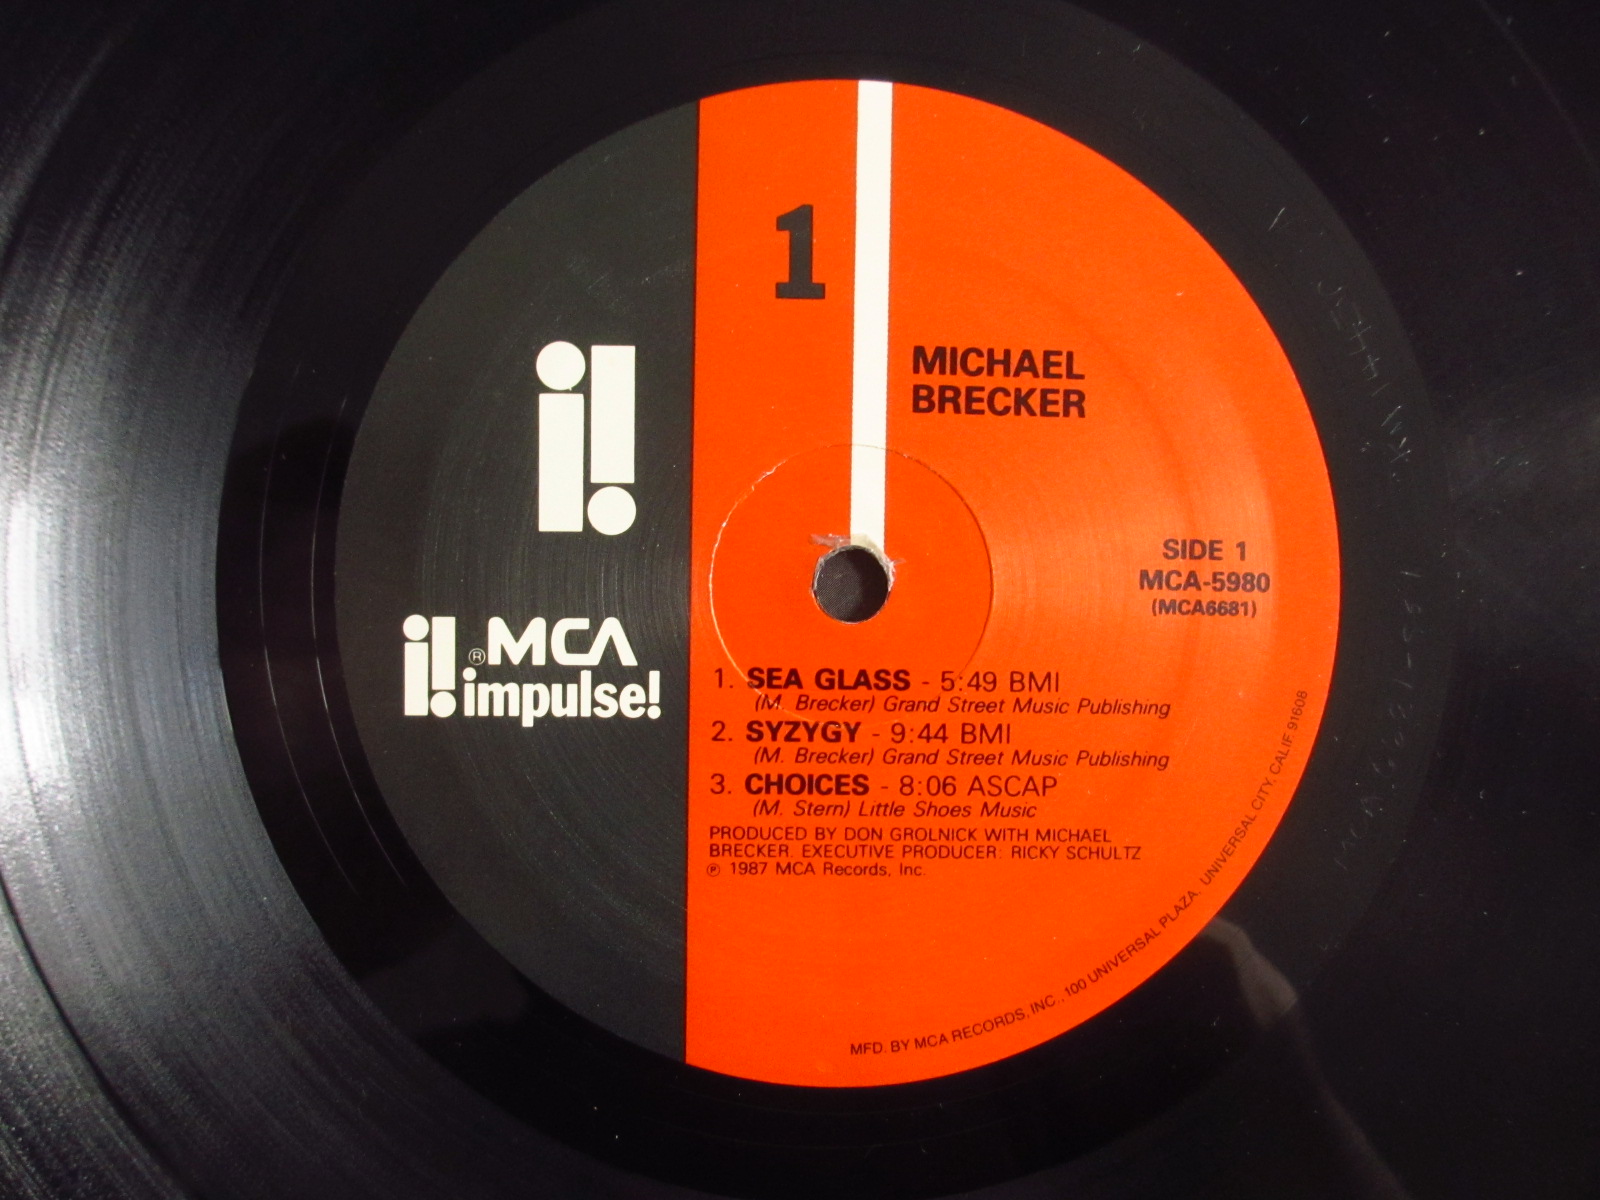 1
MICHAEL
BRECKER
i!
SIDE 1
MCA-5980
(MCA6681)
i! ® MCA
impulse!
1. SEA GLASS - 5:49 BMI
(M. Brecker) Grand Street Music Publishing
2. SYZYGY - 9:44 BMI
(M. Brecker) Grand Street Music Publishing
3. CHOICES - 8:06 ASCAP
(M. Stern) Little Shoes Music
PRODUCED BY DON GROLNICK WITH MICHAEL
BRECKER. EXECUTIVE PRODUCER: RICKY SCHULTZ
℗ 1987 MCA Records, Inc.
MFD. BY MCA RECORDS, INC., 100 UNIVERSAL PLAZA, UNIVERSAL CITY, CALIF. 91608